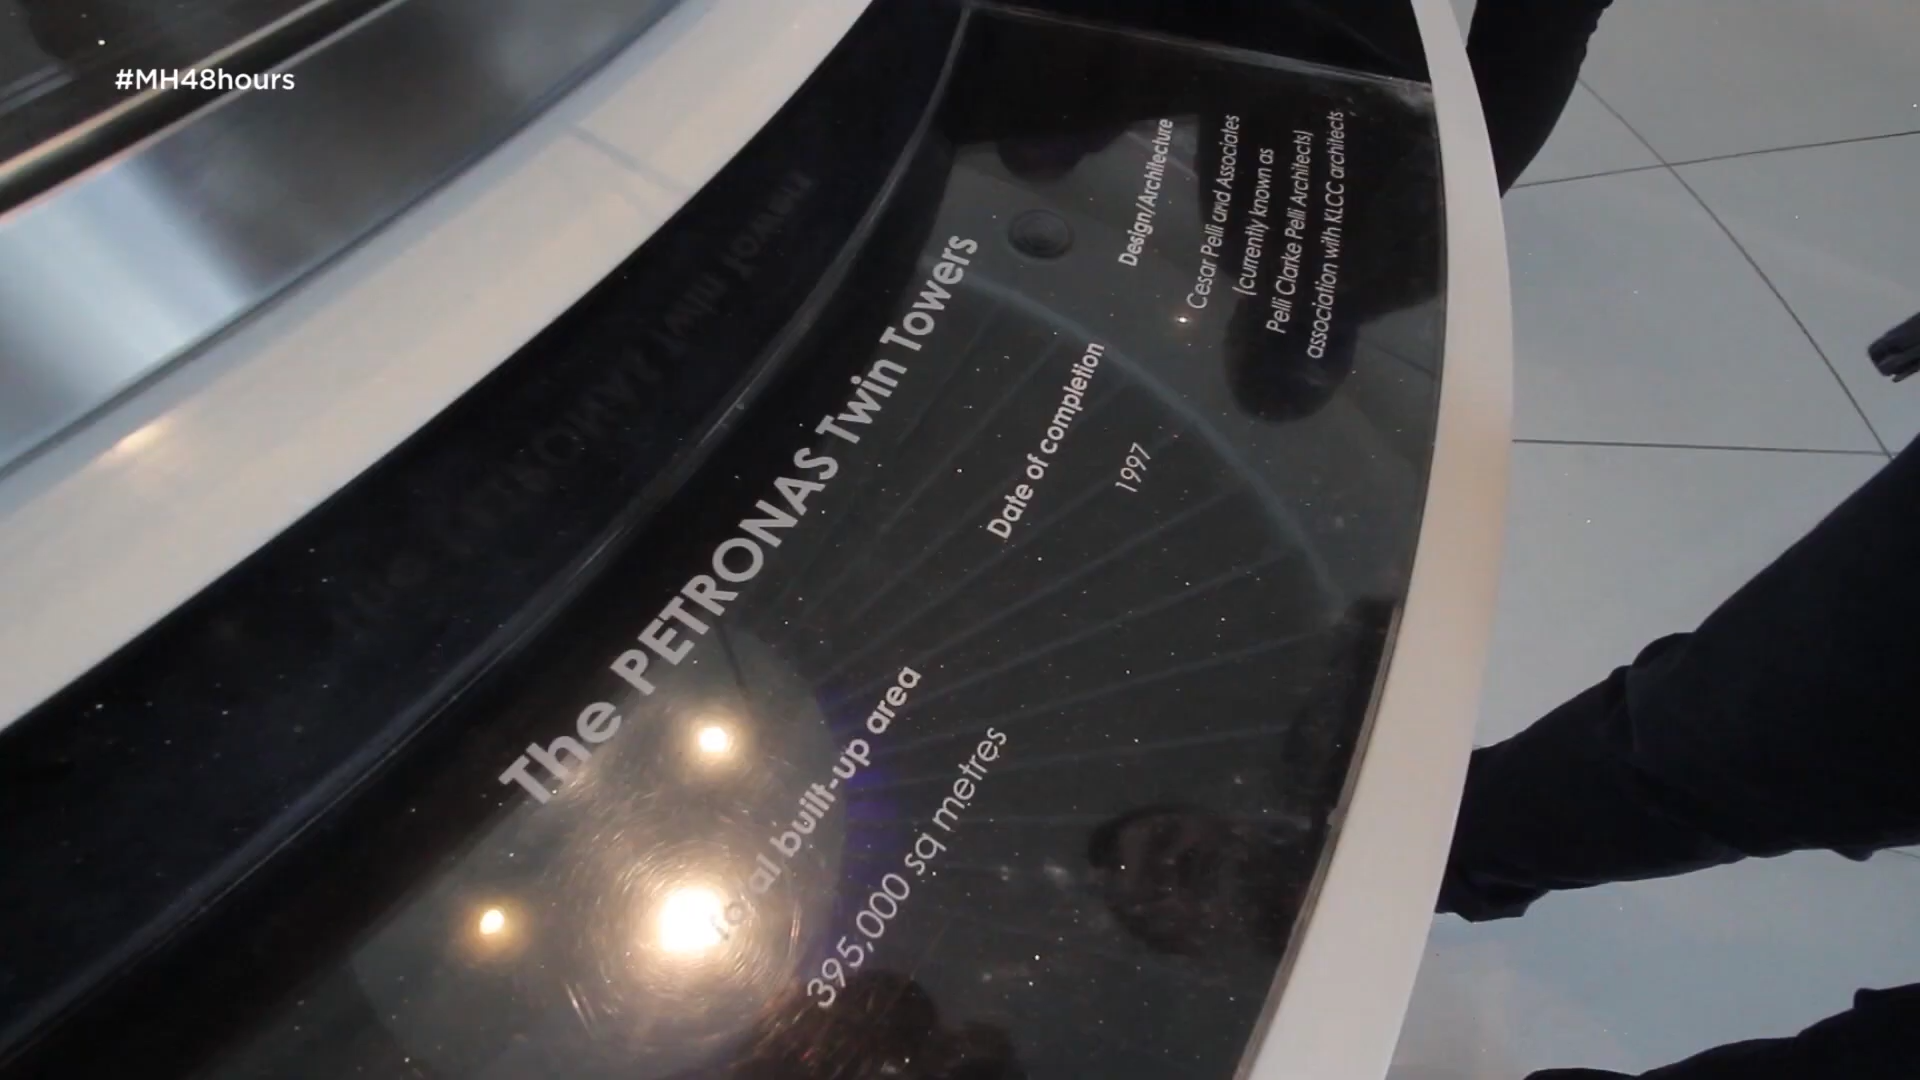 #MH48hours
The PETRONAS Twin Towers
Total built-up area
395,000 sq metres
Date of completion
1997
Design/Architecture
Cesar Pelli and Associates
(currently known as
Pelli Clarke Pelli Architects)
association with KLCC architects